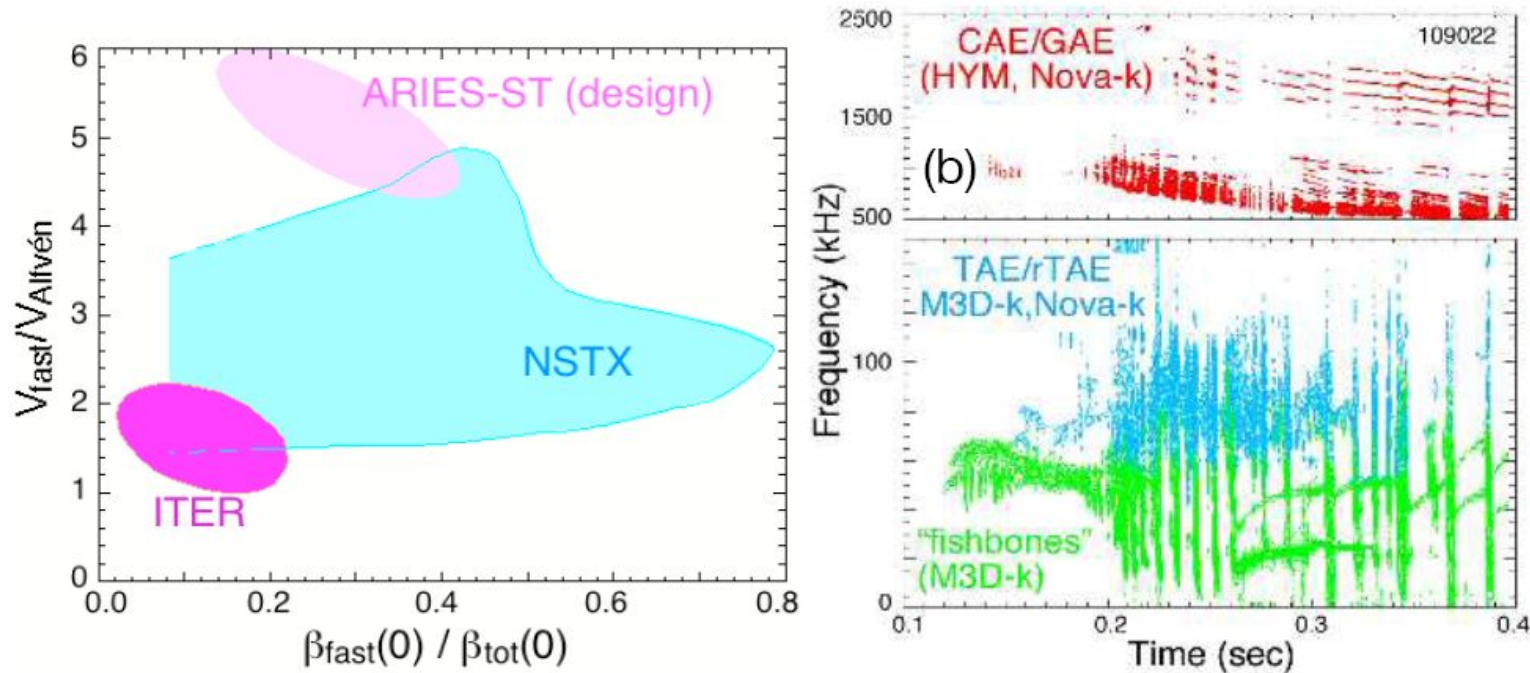 6
5
4
3
2
1
0
V_fast/V_Alfvén
ARIES-ST (design)
NSTX
ITER
0.0 0.2 0.4 0.6 0.8
β_fast(0) / β_tot(0)
2500
1500
500
CAE/GAE
(HYM, Nova-k)
109022
(b)
Frequency (kHz)
TAE/rTAE
M3D-k,Nova-k
100
0
"fishbones"
(M3D-k)
0.1 0.2 0.3 0.4
Time (sec)